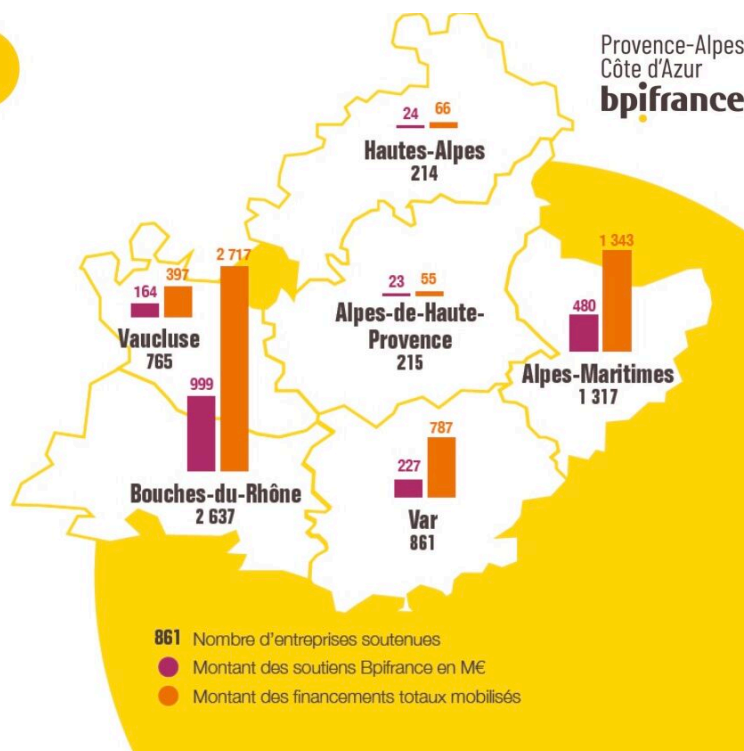 Provence-Alpes
Côte d'Azur
bpifrance
24 66
Hautes-Alpes
214
2 717
164 397
Vaucluse
765
23 55
Alpes-de-Haute-
Provence
215
1 343
480
Alpes-Maritimes
1 317
999
Bouches-du-Rhône
2 637
787
227
Var
861
861 Nombre d'entreprises soutenues
Montant des soutiens Bpifrance en M€
Montant des financements totaux mobilisés